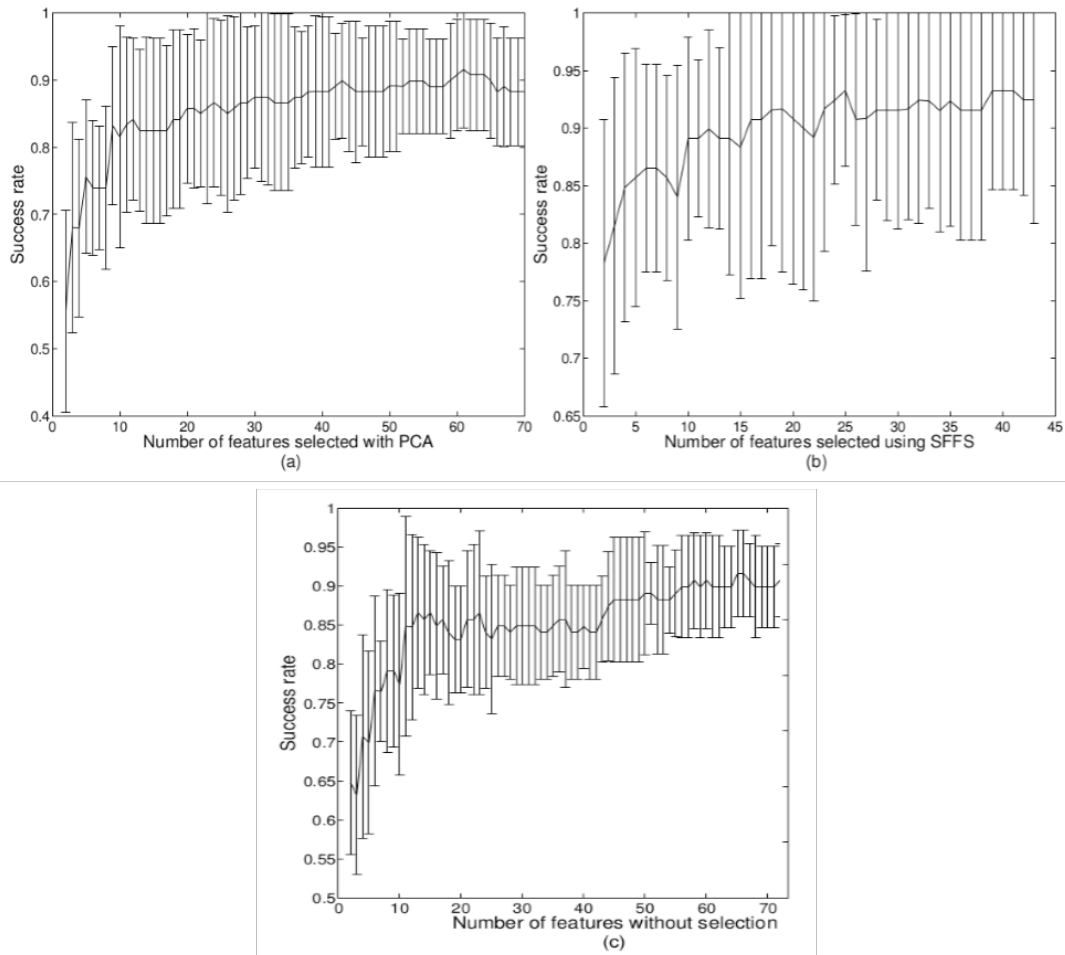 1
0.9
0.8
0.7
0.6
0.5
0.4
Success rate
0 10 20 30 40 50 60 70
Number of features selected with PCA
(a)
1
0.95
0.9
0.85
0.8
0.75
0.7
0.65
Success rate
0 5 10 15 20 25 30 35 40 45
Number of features selected using SFFS
(b)
1
0.95
0.9
0.85
0.8
0.75
0.7
0.65
0.6
0.55
0.5
Success rate
0 10 20 30 40 50 60 70
Number of features without selection
(c)